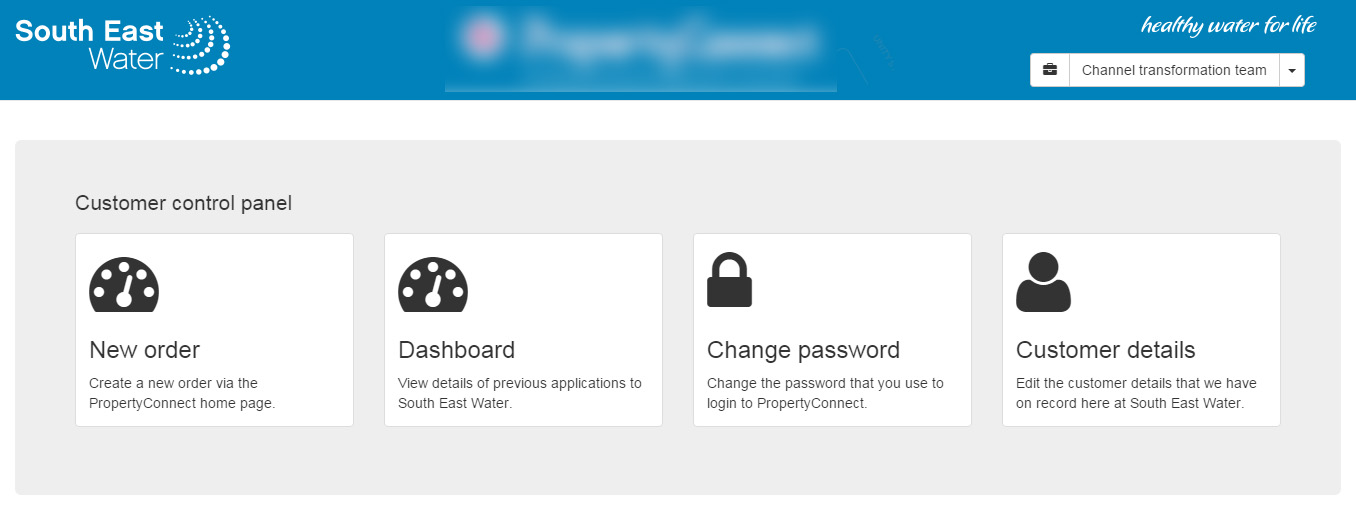 South East
Water
PropertyConnect
healthy water for life
Channel transformation team
Customer control panel
New order
Create a new order via the
PropertyConnect home page.
Dashboard
View details of previous applications to
South East Water.
Change password
Change the password that you use to
login to PropertyConnect.
Customer details
Edit the customer details that we have
on record here at South East Water.